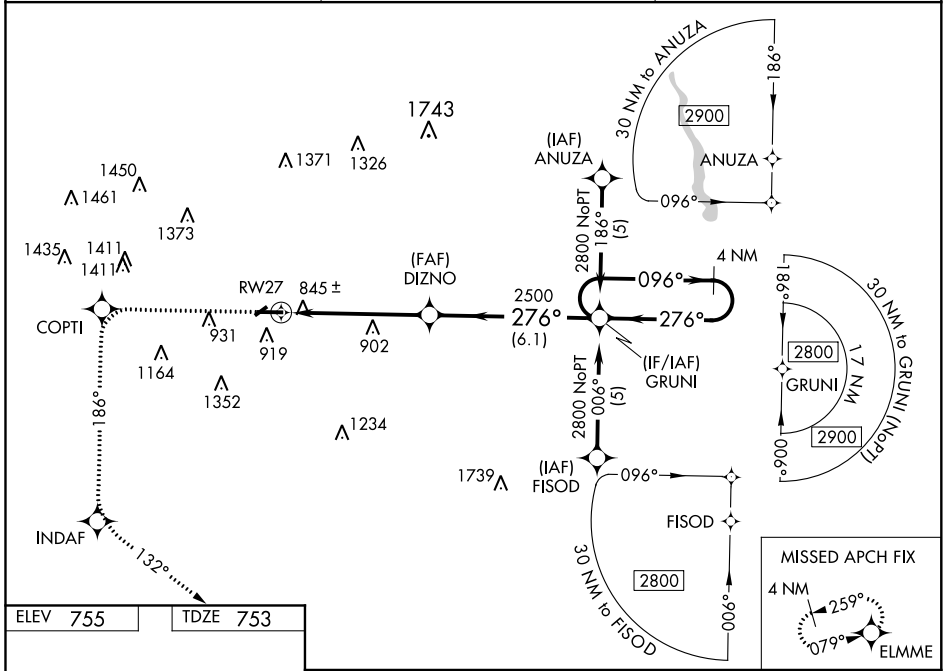 30 NM to ANUZA
186°
2900
ANUZA
096°
1743
1371
1326
(IAF)
ANUZA
2800 NoPT
186°
(5)
1450
1461
1373
1435
1411
1411
RW27
845 ±
(FAF)
DIZNO
2500
276°
(6.1)
096°
4 NM
276°
(IF/IAF)
GRUNI
COPTI
931
919
902
1164
1352
1234
186°
2800 NoPT
006°
(5)
(IAF)
FISOD
1739
186°
30 NM to GRUNI (NoPT)
2800
17 NM
GRUNI
2900
006°
INDAF
132°
096°
FISOD
30 NM to FISOD
2800
006°
MISSED APCH FIX
4 NM
259°
079°
ELMME
ELEV 755
TDZE 753